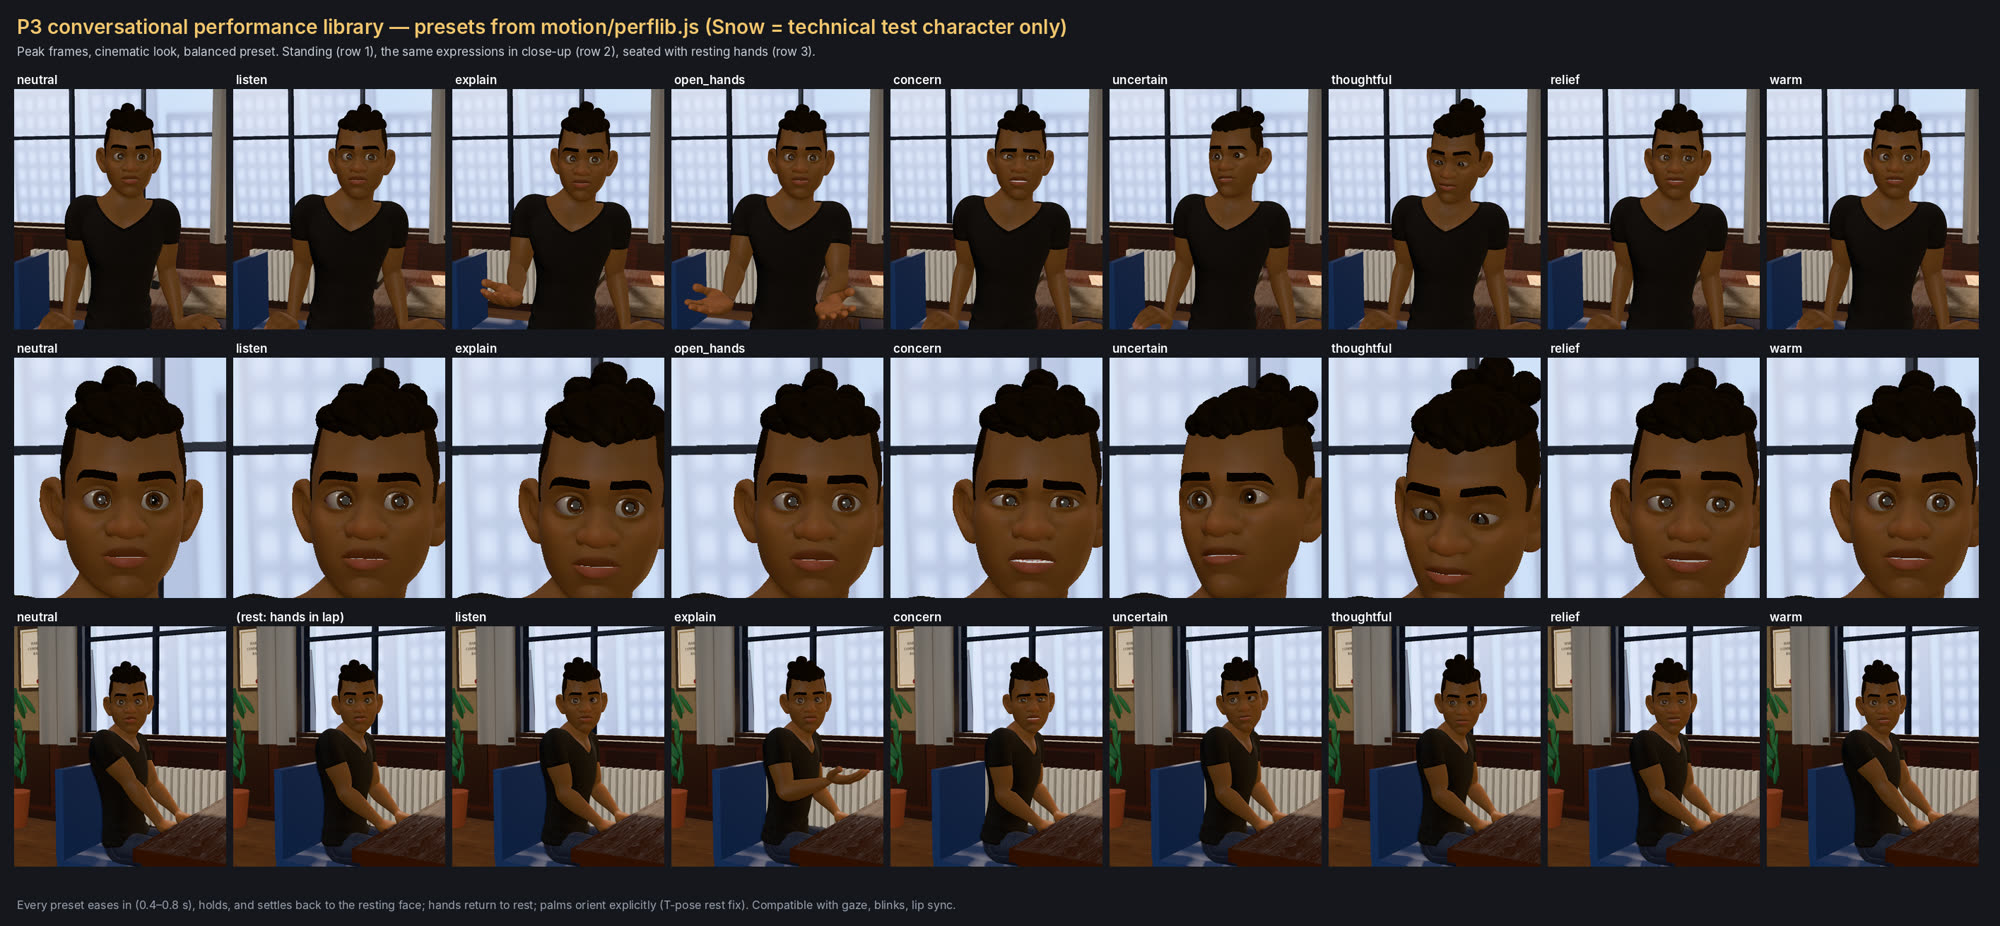 P3 conversational performance library — presets from motion/perflib.js (Snow = technical test character only)
Peak frames, cinematic look, balanced preset. Standing (row 1), the same expressions in close-up (row 2), seated with resting hands (row 3).
neutral listen explain open_hands concern uncertain thoughtful relief warm
neutral listen explain open_hands concern uncertain thoughtful relief warm
neutral (rest: hands in lap) listen explain concern uncertain thoughtful relief warm
Every preset eases in (0.4–0.8 s), holds, and settles back to the resting face; hands return to rest; palms orient explicitly (T-pose rest fix). Compatible with gaze, blinks, lip sync.